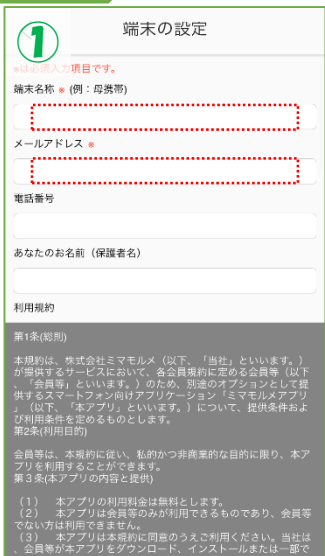 1
端末の設定
※は必須入力項目です。
端末名称 ※ (例：母携帯)
メールアドレス ※
電話番号
あなたのお名前（保護者名）
利用規約
第1条(総則)
本規約は、株式会社ミマモルメ（以下、「当社」といいます。）
が提供するサービスにおいて、各会員規約に定める会員等（以下
、「会員等」といいます。）のため、別途のオプションとして提
供するスマートフォン向けアプリケーション「ミマモルメアプリ
」（以下、「本アプリ」といいます。）について、提供条件およ
び利用条件を定めるものとします。
第2条(利用目的)
会員等は、本規約に従い、私的かつ非商業的な目的に限り、本ア
プリを利用することができます。
第３条(本アプリの内容と提供)
（１）　本アプリの利用料金は無料とします。
（２）　本アプリは会員等のみが利用できるものであり、会員等
でない方は利用できません。
（３）　本アプリは本規約に同意のうえご利用ください。当社は
、会員等が本アプリをダウンロード、インストールまたは一部で